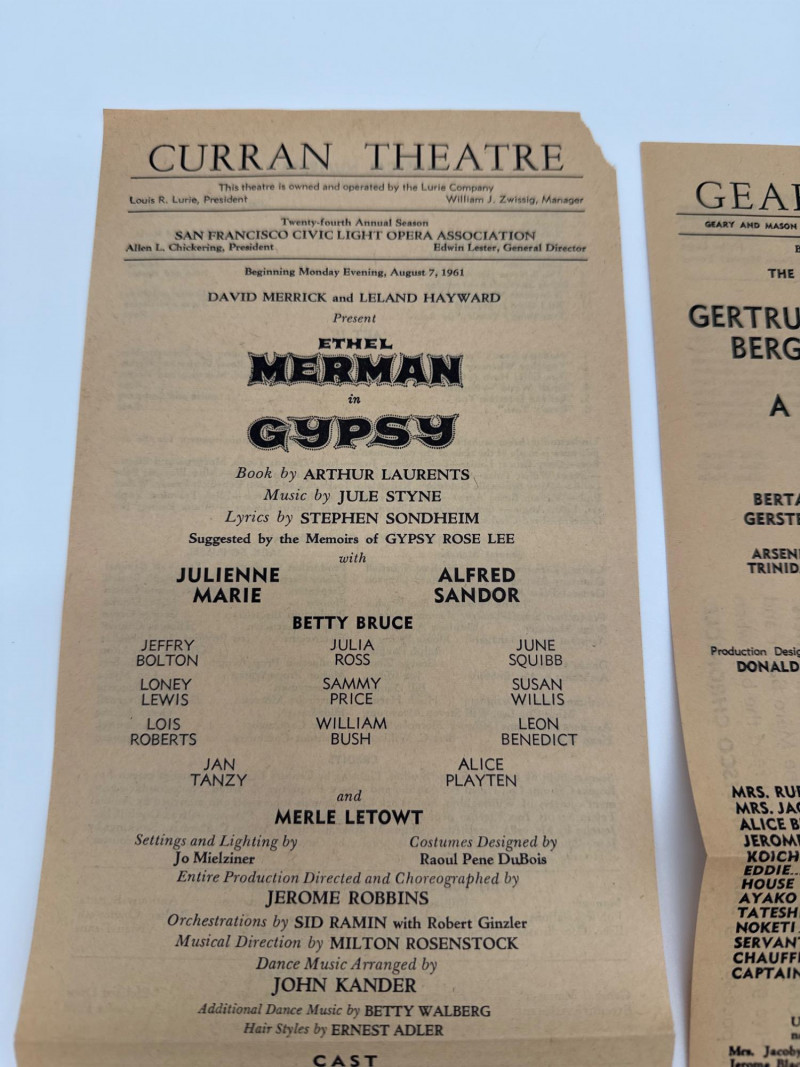 CURRAN THEATRE
This theatre is owned and operated by the Lurie Company
Louis R. Lurie, President William J. Zwissig, Manager
Twenty-fourth Annual Season
SAN FRANCISCO CIVIC LIGHT OPERA ASSOCIATION
Allen L. Chickering, President Edwin Lester, General Director
Beginning Monday Evening, August 7, 1961
DAVID MERRICK and LELAND HAYWARD
Present
ETHEL
MERMAN
in
GYPSY
Book by ARTHUR LAURENTS
Music by JULE STYNE
Lyrics by STEPHEN SONDHEIM
Suggested by the Memoirs of GYPSY ROSE LEE
with
JULIENNE ALFRED
MARIE SANDOR
BETTY BRUCE
JEFFRY JULIA JUNE
BOLTON ROSS SQUIBB
LONEY SAMMY SUSAN
LEWIS PRICE WILLIS
LOIS WILLIAM LEON
ROBERTS BUSH BENEDICT
JAN ALICE
TANZY PLAYTEN
and
MERLE LETOWT
Settings and Lighting by Costumes Designed by
Jo Mielziner Raoul Pene DuBois
Entire Production Directed and Choreographed by
JEROME ROBBINS
Orchestrations by SID RAMIN with Robert Ginzler
Musical Direction by MILTON ROSENSTOCK
Dance Music Arranged by
JOHN KANDER
Additional Dance Music by BETTY WALBERG
Hair Styles by ERNEST ADLER
CAST
GEA
GEARY AND MASON
THE
GERTRU
BERG
A
BERTA
GERSTE
ARSENI
TRINID
Production Desig
DONALD
MRS. RU
MRS. JAC
ALICE B
JEROM
KOICH
EDDIE..
HOUSE
AYAKO
TATESH
NOKETI
SERVANT
CHAUFF
CAPTAIN
U
Mrs. Jacoby
Jerome Blac